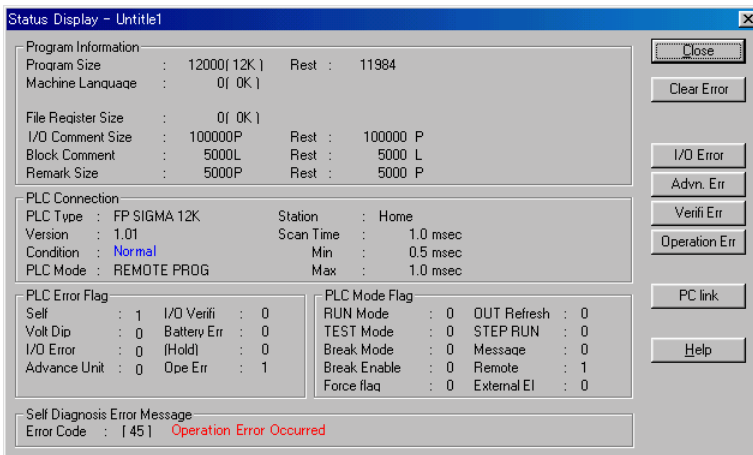 Status Display - Untitle1
Program Information
Program Size : 12000( 12K ) Rest : 11984
Machine Language : 0( 0K )
File Register Size : 0( 0K )
I/O Comment Size : 100000P Rest : 100000 P
Block Comment : 5000L Rest : 5000 L
Remark Size : 5000P Rest : 5000 P
PLC Connection
PLC Type : FP SIGMA 12K Station : Home
Version : 1.01 Scan Time : 1.0 msec
Condition : Normal Min : 0.5 msec
PLC Mode : REMOTE PROG Max : 1.0 msec
PLC Error Flag
Self : 1 I/O Verifi : 0
Volt Dip : 0 Battery Err : 0
I/O Error : 0 (Hold) : 0
Advance Unit : 0 Ope Err : 1
PLC Mode Flag
RUN Mode : 0 OUT Refresh : 0
TEST Mode : 0 STEP RUN : 0
Break Mode : 0 Message : 0
Break Enable : 0 Remote : 1
Force flag : 0 External EI : 0
Self Diagnosis Error Message
Error Code : [ 45 ] Operation Error Occurred
Close
Clear Error
I/O Error
Advn. Err
Verifi Err
Operation Err
PC link
Help